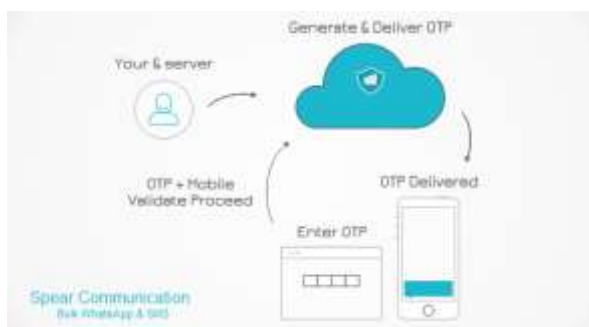 Generate & Deliver OTP
Your & server
OTP + Mobile
Validate Proceed
OTP Delivered
Enter OTP
Spear Communication
Bulk WhatsApp & SMS